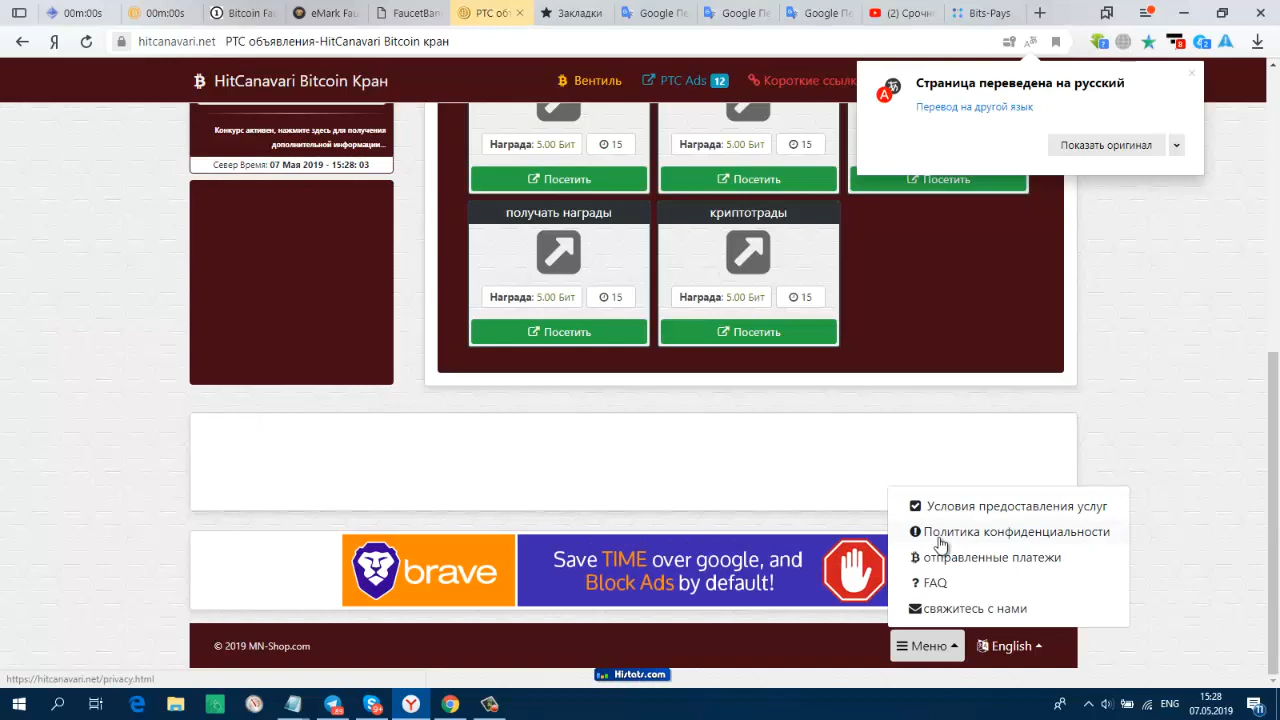 00m:00s
00m:00s
Bitcoin Fa
eMark Fau
FaucetBan
РТС об
Закладки
Google Пе
Google Пе
Google Пе
(2) Срочн
Bits-Pays
Я
hitcanavari.net PTC объявления-HitCanavari Bitcoin кран
7
8
2
HitCanavari Bitcoin Кран
Вентиль
PTC Ads 12
Короткие ссылк
Страница переведена на русский
Перевод на другой язык
Показать оригинал
Конкурс активен, нажмите здесь для получения
дополнительной информации...
Север Время: 07 Мая 2019 - 15:28: 03
Награда: 5.00 Бит 15
Награда: 5.00 Бит 15
Посетить
Посетить
Посетить
получать награды
криптотрады
Награда: 5.00 Бит 15
Награда: 5.00 Бит 15
Посетить
Посетить
Условия предоставления услуг
Политика конфиденциальности
отправленные платежи
FAQ
свяжитесь с нами
brave
Save TIME over google, and
Block Ads by default!
© 2019 MN-Shop.com
Меню
English
https://hitcanavari.net/privacy.html
Histats.com
ENG
15:28
07.05.2019